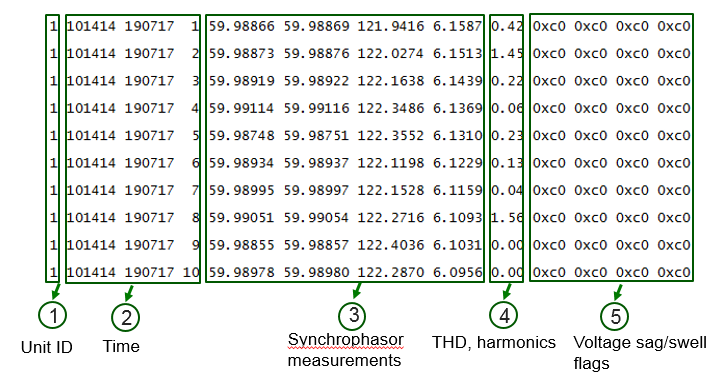 1 101414 190717 1 59.98866 59.98869 121.9416 6.1587 0.42 0xc0 0xc0 0xc0 0xc0
1 101414 190717 2 59.98873 59.98876 122.0274 6.1513 1.45 0xc0 0xc0 0xc0 0xc0
1 101414 190717 3 59.98919 59.98922 122.1638 6.1439 0.22 0xc0 0xc0 0xc0 0xc0
1 101414 190717 4 59.99114 59.99116 122.3486 6.1369 0.06 0xc0 0xc0 0xc0 0xc0
1 101414 190717 5 59.98748 59.98751 122.3552 6.1310 0.23 0xc0 0xc0 0xc0 0xc0
1 101414 190717 6 59.98934 59.98937 122.1198 6.1229 0.13 0xc0 0xc0 0xc0 0xc0
1 101414 190717 7 59.98995 59.98997 122.1528 6.1159 0.04 0xc0 0xc0 0xc0 0xc0
1 101414 190717 8 59.99051 59.99054 122.2716 6.1093 1.56 0xc0 0xc0 0xc0 0xc0
1 101414 190717 9 59.98855 59.98857 122.4036 6.1031 0.00 0xc0 0xc0 0xc0 0xc0
1 101414 190717 10 59.98978 59.98980 122.2870 6.0956 0.00 0xc0 0xc0 0xc0 0xc0
1 2 3 4 5
Unit ID Time Synchrophasor THD, harmonics Voltage sag/swell
measurements flags